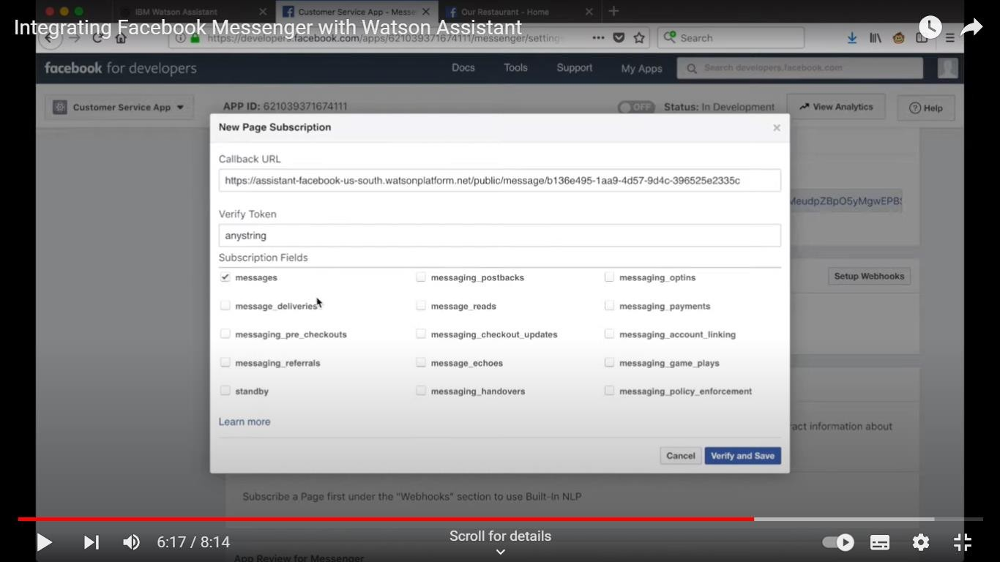 IBM Watson Assistant
Customer Service App - Messe
Our Restaurant - Home
Integrating Facebook Messenger with Watson Assistant
https://developers.facebook.com/apps/621039371674111/messenger/settings
Search
facebook for developers
Docs
Tools
Support
My Apps
Search developers.facebook.com
Customer Service App
APP ID: 621039371674111
OFF
Status: In Development
View Analytics
Help
New Page Subscription
Callback URL
https://assistant-facebook-us-south.watsonplatform.net/public/message/b136e495-1aa9-4d57-9d4c-396525e2335c
MeudpZBpO5yMgwEPB
Verify Token
anystring
Subscription Fields
messages
messaging_postbacks
messaging_optins
Setup Webhooks
message_deliveries
message_reads
messaging_payments
messaging_pre_checkouts
messaging_checkout_updates
messaging_account_linking
messaging_referrals
message_echoes
messaging_game_plays
standby
messaging_handovers
messaging_policy_enforcement
Learn more
ract information about
Cancel
Verify and Save
Subscribe a Page first under the "Webhooks" section to use Built-In NLP
6:17 / 8:14
Scroll for details
App Review for Messenger